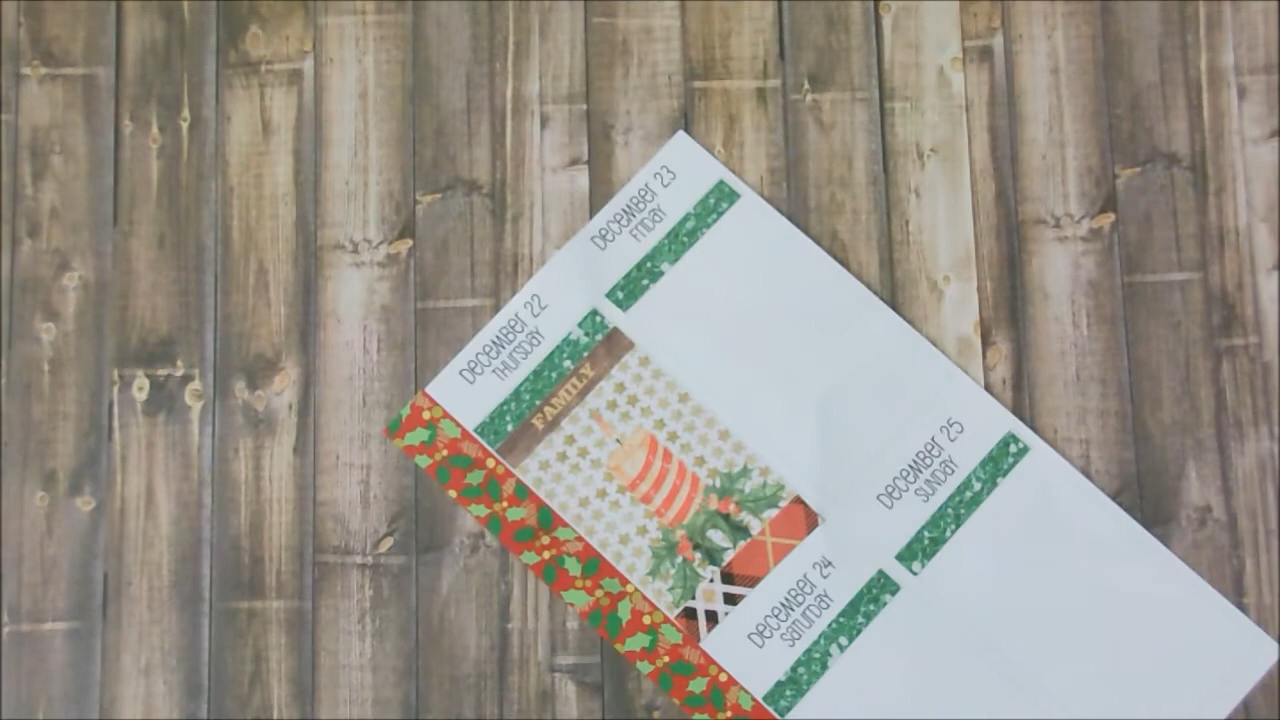 December 22
Thursday
FAMILY
December 23
Friday
December 24
Saturday
December 25
Sunday